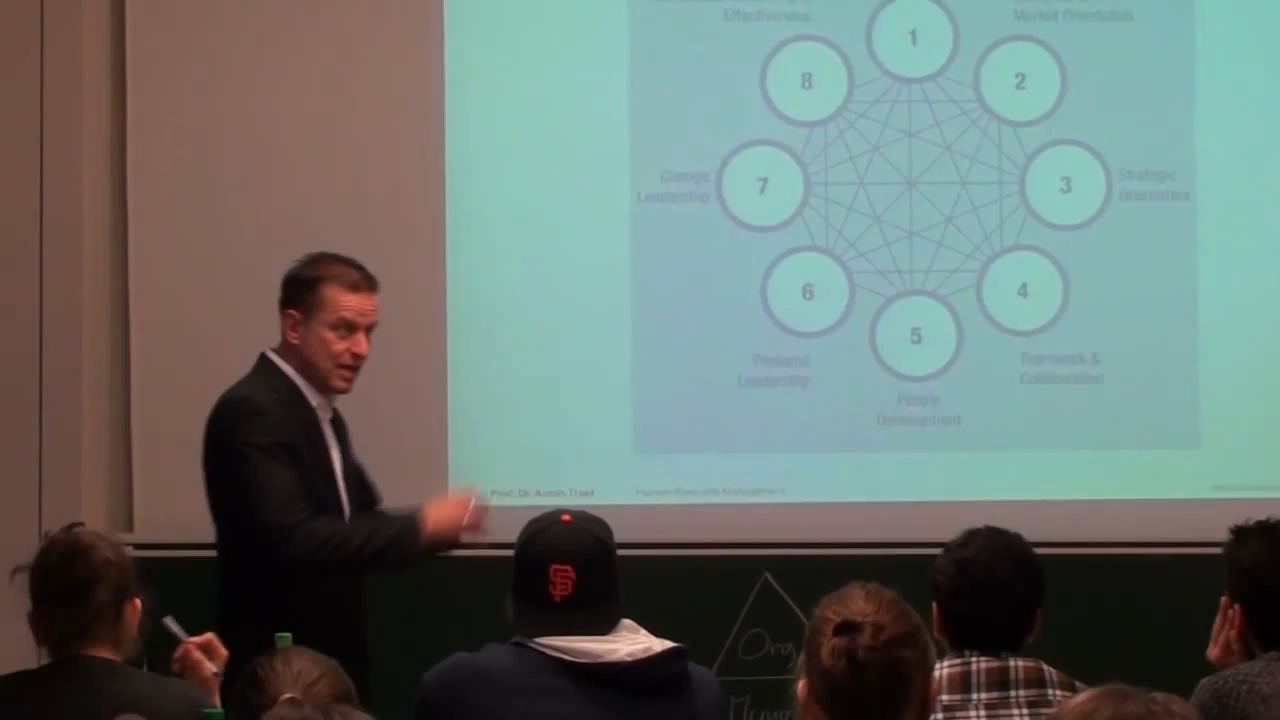 Effectiveness
Market Orientation
1
8
2
Change
Leadership
7
3
Strategic
Orientation
6
4
5
Personal
Leadership
Teamwork &
Collaboration
People
Development
Prof. Dr. Armin Trost
Human Resource Management
SF
Org